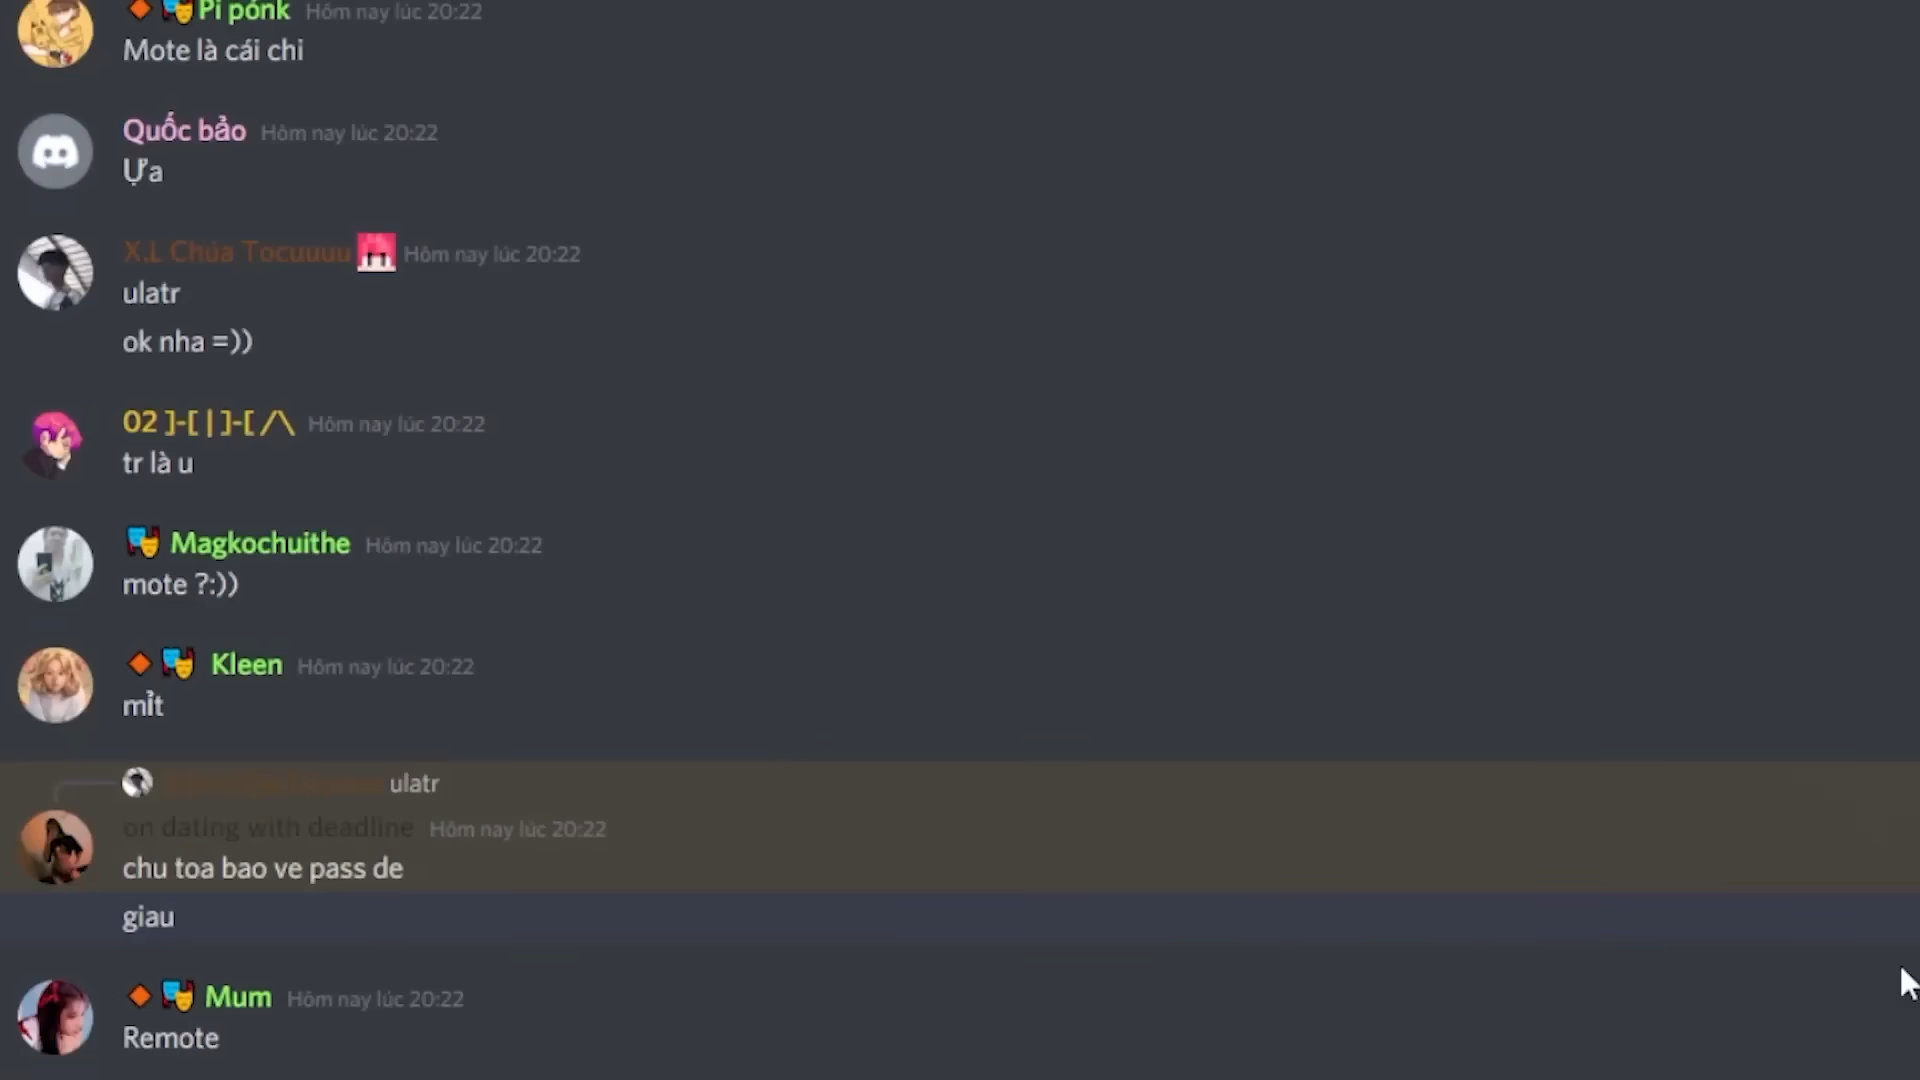 Pi pónk Hôm nay lúc 20:22
Mote là cái chi
Quốc bảo Hôm nay lúc 20:22
Ựa
X.L Chúa Tocuuuu Hôm nay lúc 20:22
ulatr
ok nha =))
02 ]-[ | ]-[ /\ Hôm nay lúc 20:22
tr là u
Magkochuithe Hôm nay lúc 20:22
mote ?:))
Kleen Hôm nay lúc 20:22
mỉt
ulatr
on dating with deadline Hôm nay lúc 20:22
chu toa bao ve pass de
giau
Mum Hôm nay lúc 20:22
Remote